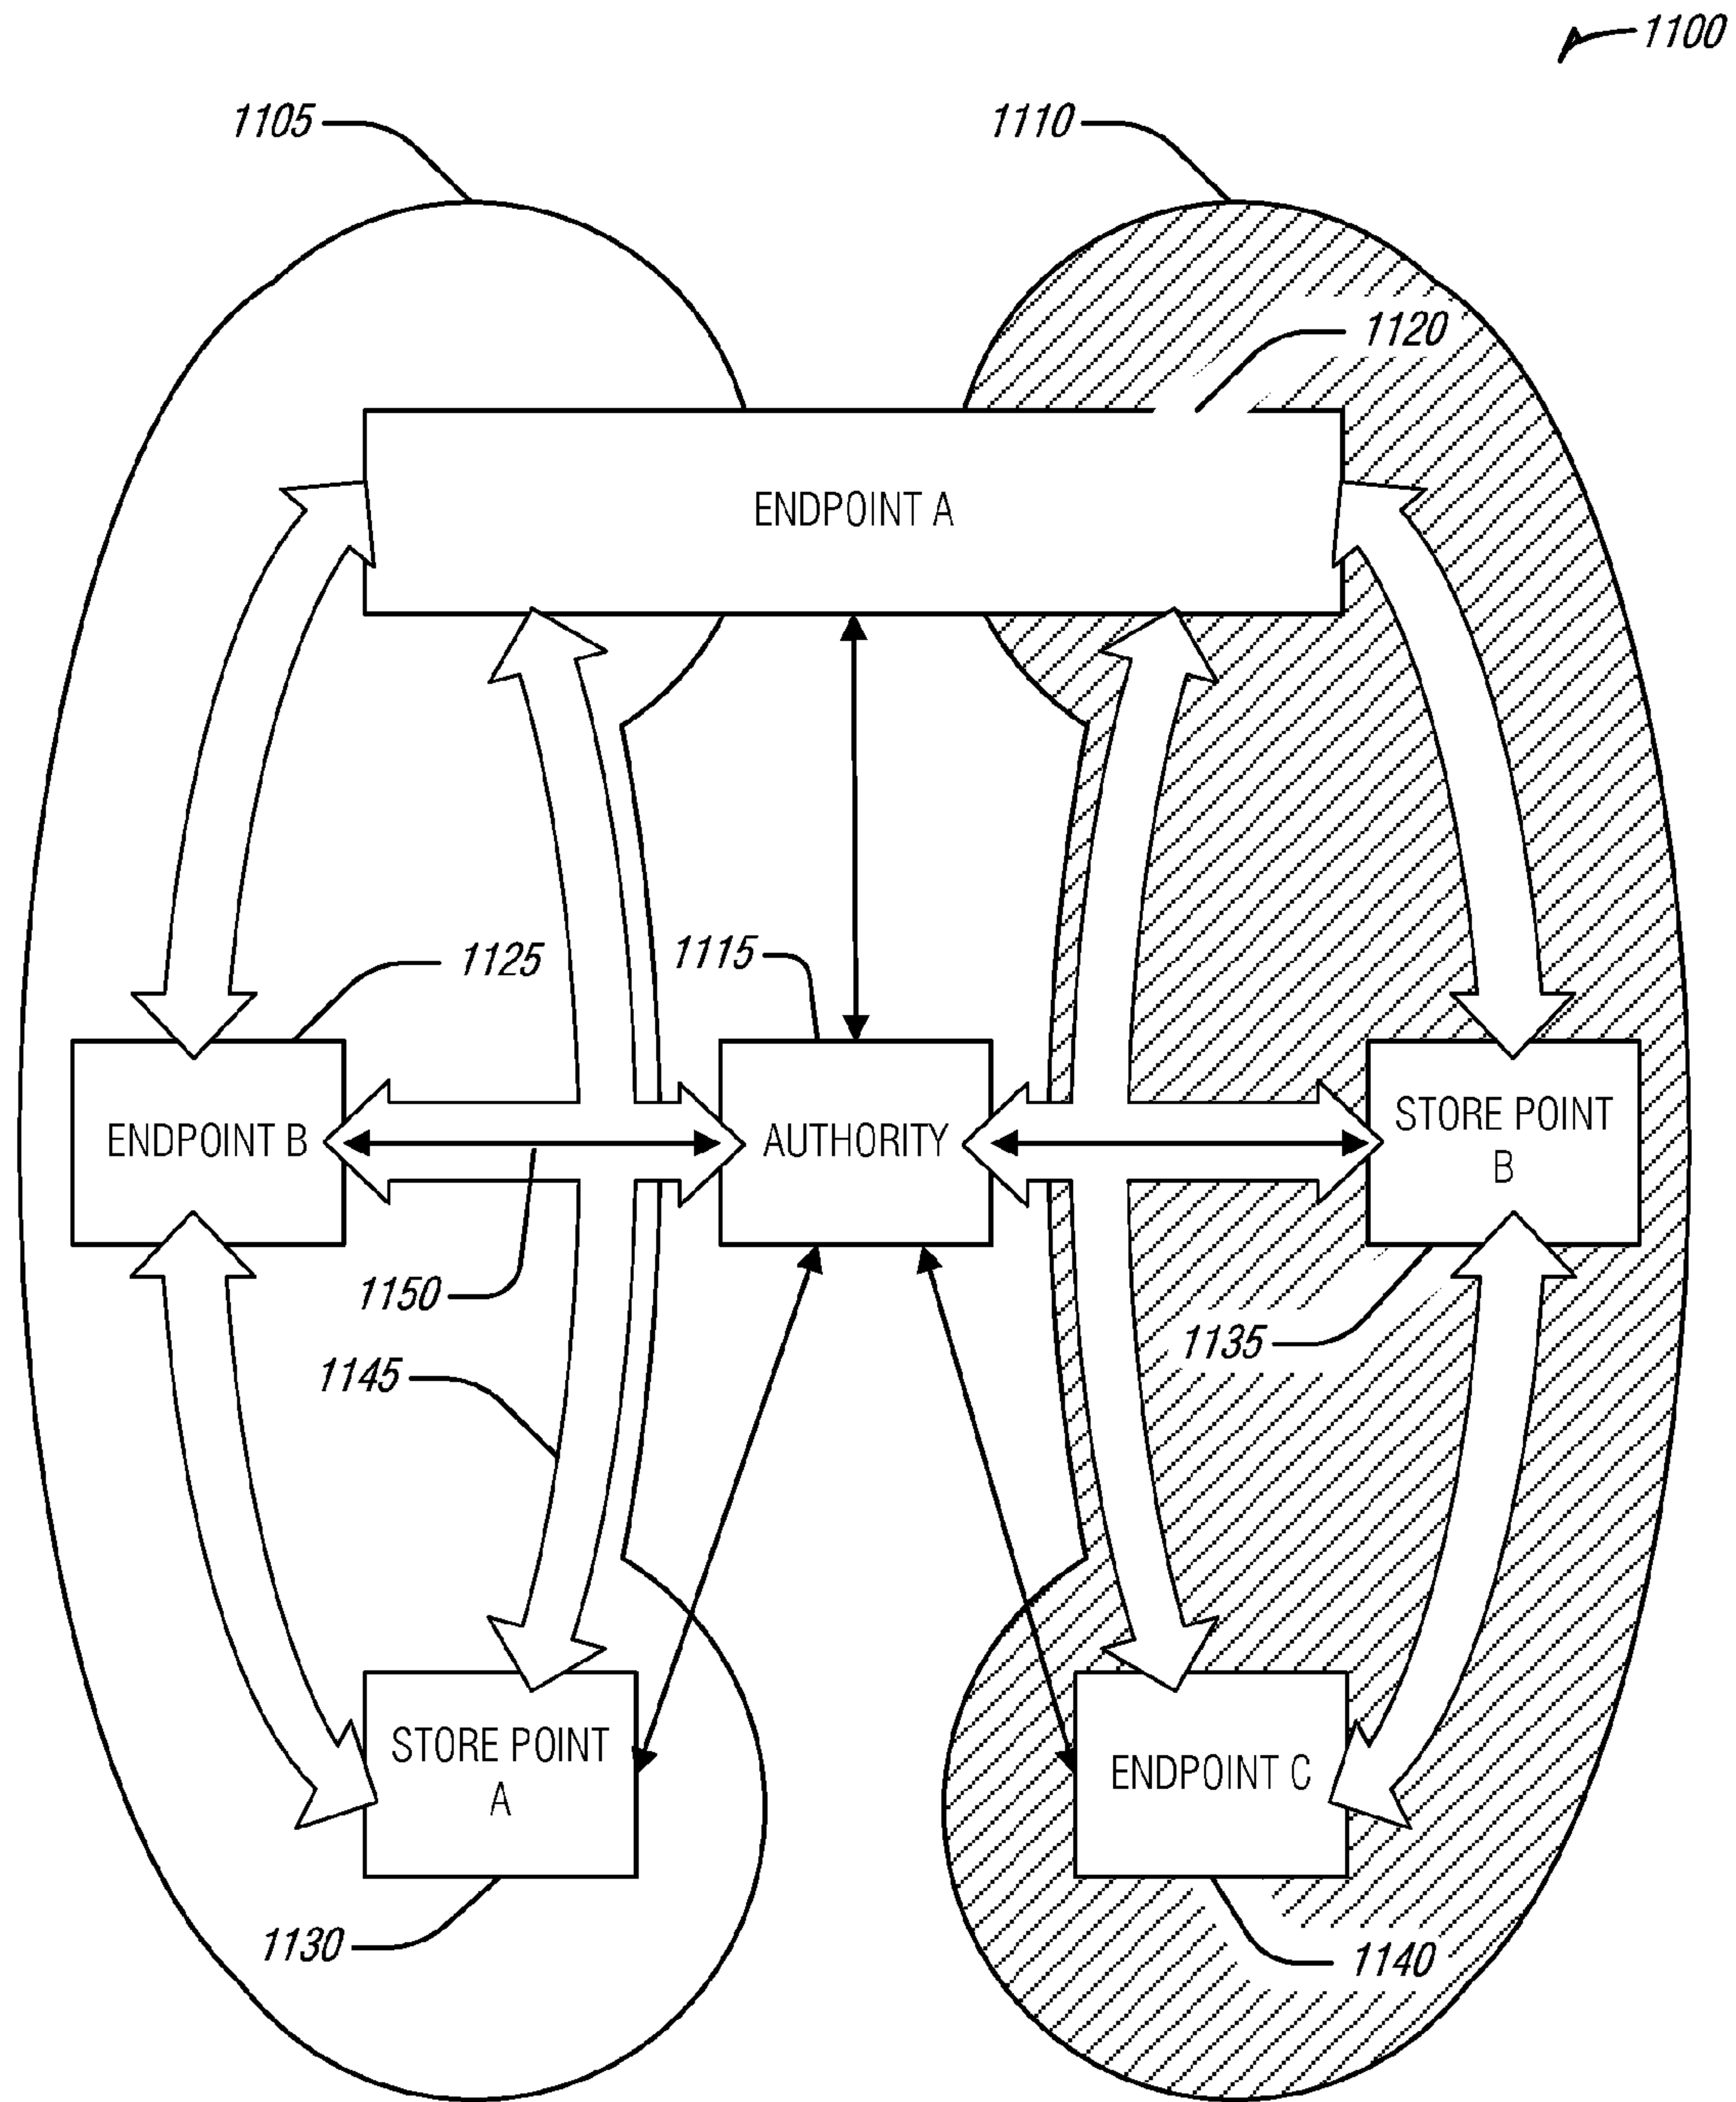 1100
1105
1110
1120
ENDPOINT A
1125
1115
ENDPOINT B
AUTHORITY
STORE POINT
B
1150
1135
1145
STORE POINT
A
ENDPOINT C
1130
1140